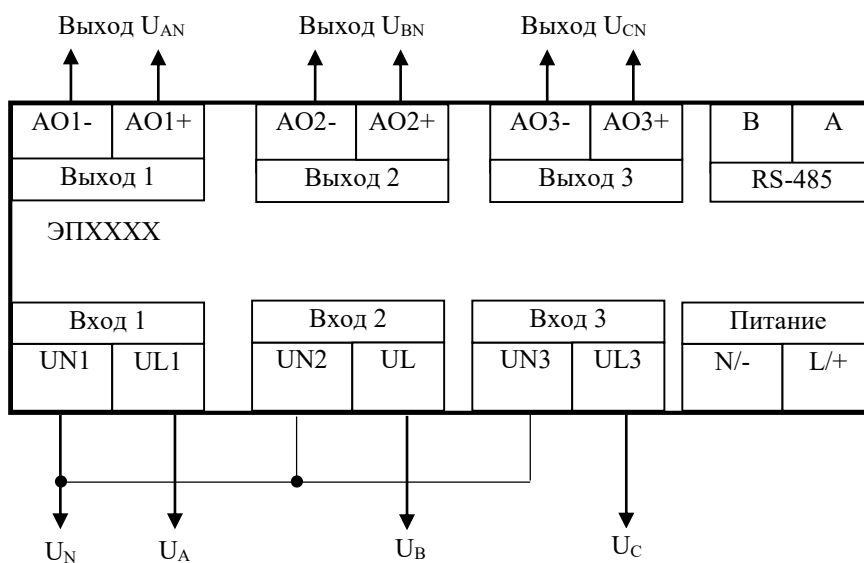 Выход UAN Выход UBN Выход UCN
AO1- AO1+ AO2- AO2+ AO3- AO3+ B A
Выход 1 Выход 2 Выход 3 RS-485
ЭПХХХХ
Вход 1 Вход 2 Вход 3 Питание
UN1 UL1 UN2 UL UN3 UL3 N/- L/+
UN UA UB UC